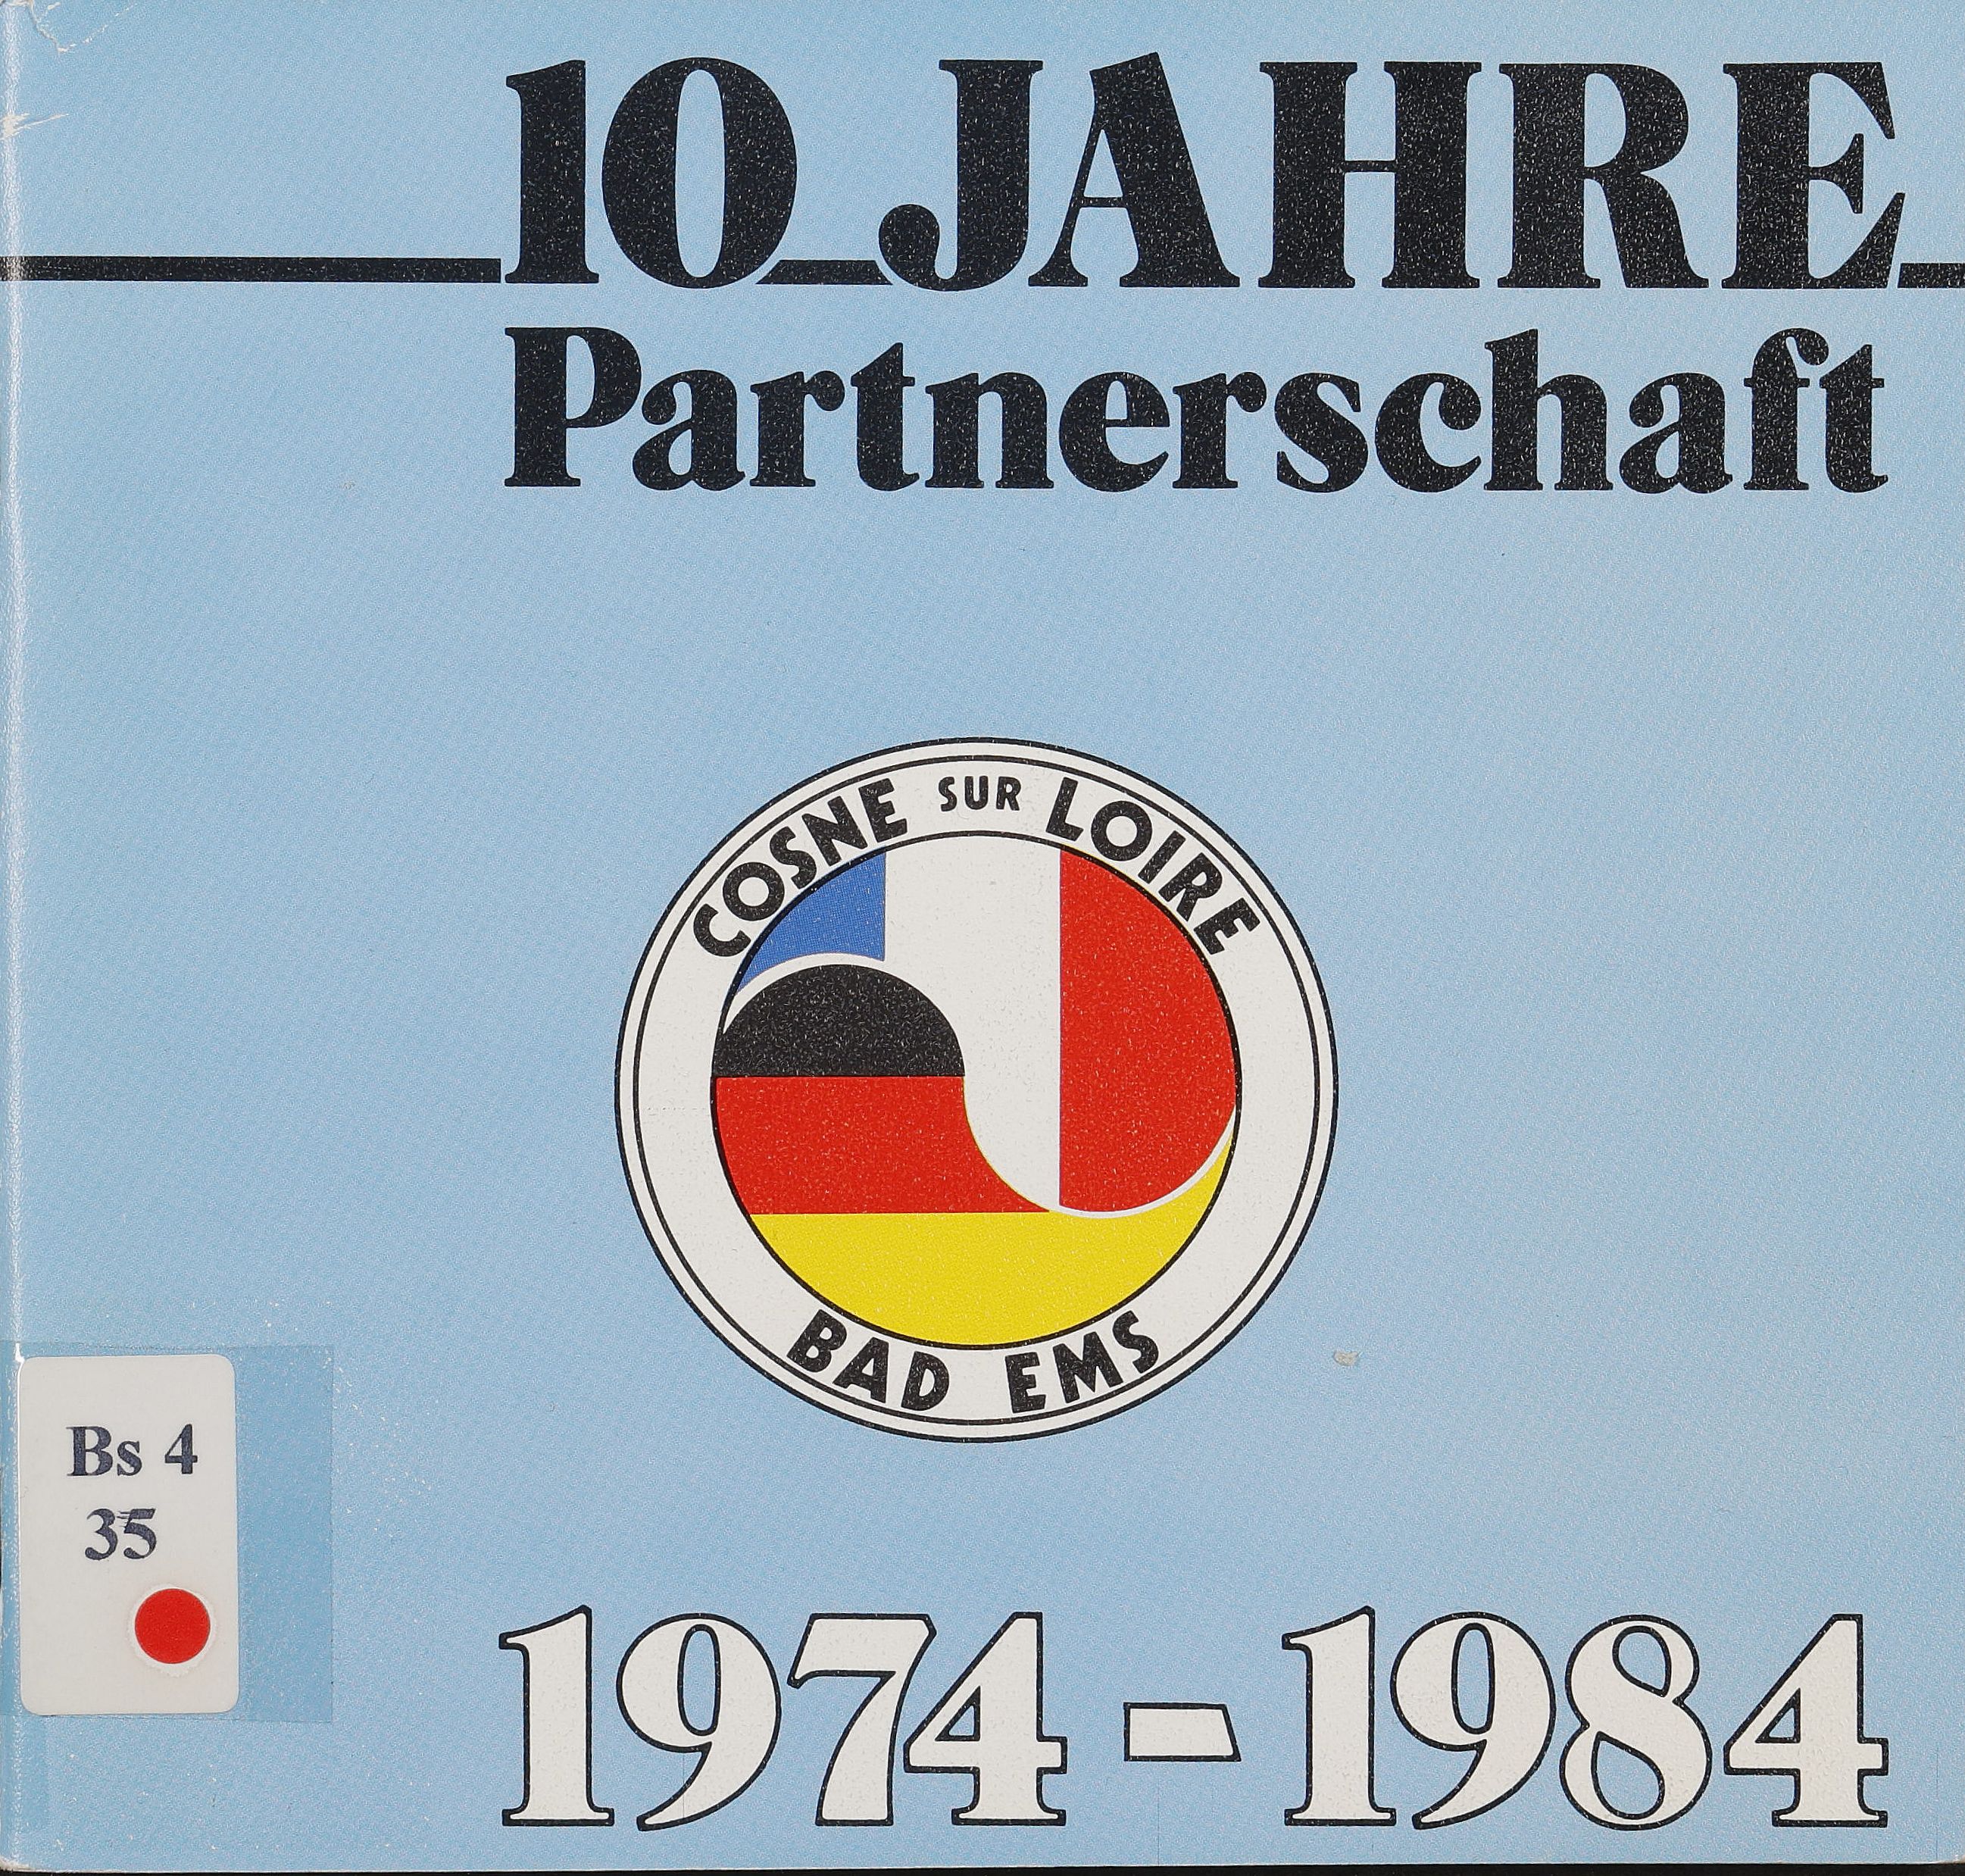 10 JAHRE
Partnerschaft
COSNE SUR LOIRE
BAD EMS
Bs 4
35
1974-1984